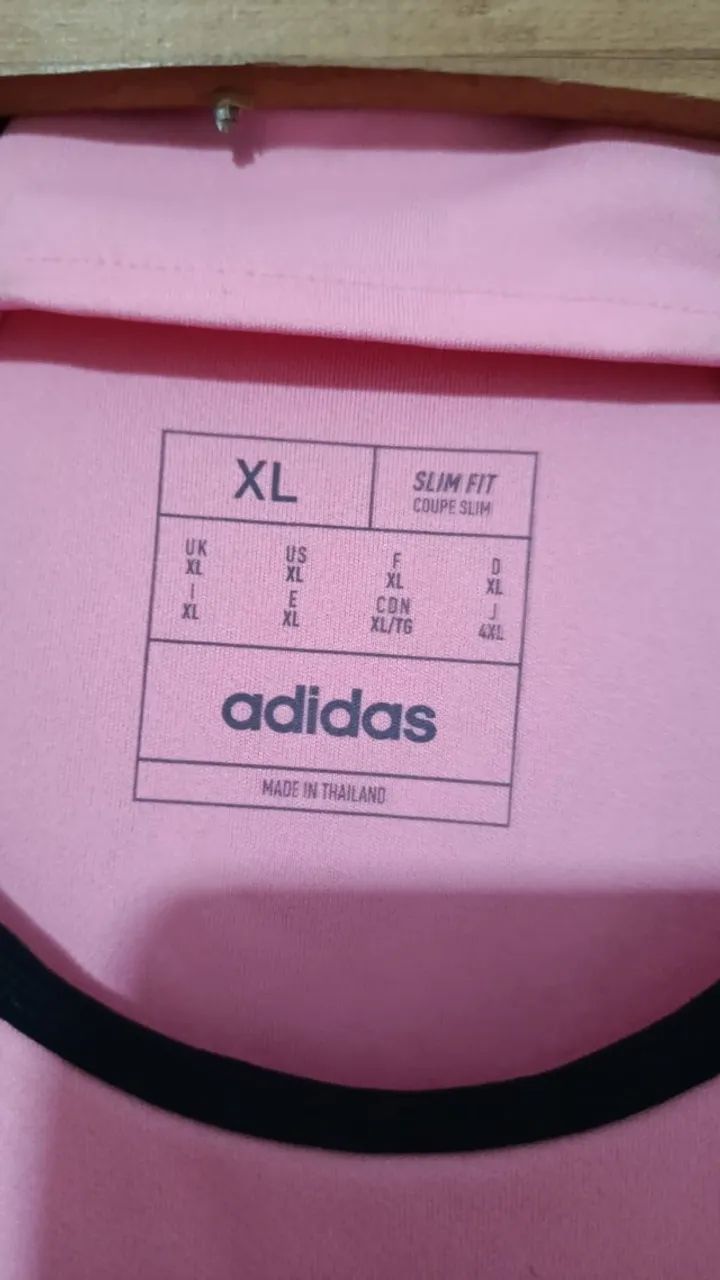 XL
SLIM FIT
COUPE SLIM
UK US F D
XL XL XL XL
I E CDN J
XL XL XL/TG 4XL
adidas
MADE IN THAILAND